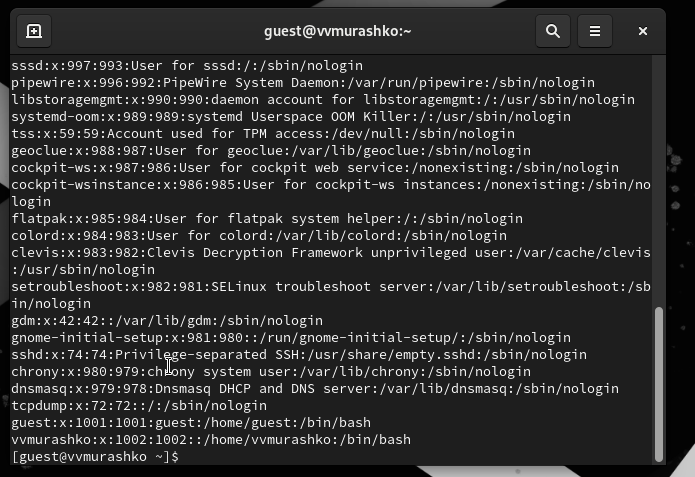 guest@vvmurashko:~
sssd:x:997:993:User for sssd:/:/sbin/nologin
pipewire:x:996:992:PipeWire System Daemon:/var/run/pipewire:/sbin/nologin
libstoragemgmt:x:990:990:daemon account for libstoragemgmt:/:/usr/sbin/nologin
systemd-oom:x:989:989:systemd Userspace OOM Killer:/:/usr/sbin/nologin
tss:x:59:59:Account used for TPM access:/dev/null:/sbin/nologin
geoclue:x:988:987:User for geoclue:/var/lib/geoclue:/sbin/nologin
cockpit-ws:x:987:986:User for cockpit web service:/nonexisting:/sbin/nologin
cockpit-wsinstance:x:986:985:User for cockpit-ws instances:/nonexisting:/sbin/no
login
flatpak:x:985:984:User for flatpak system helper:/:/sbin/nologin
colord:x:984:983:User for colord:/var/lib/colord:/sbin/nologin
clevis:x:983:982:Clevis Decryption Framework unprivileged user:/var/cache/clevis
:/usr/sbin/nologin
setroubleshoot:x:982:981:SELinux troubleshoot server:/var/lib/setroubleshoot:/sb
in/nologin
gdm:x:42:42::/var/lib/gdm:/sbin/nologin
gnome-initial-setup:x:981:980::/run/gnome-initial-setup/:/sbin/nologin
sshd:x:74:74:Privilege-separated SSH:/usr/share/empty.sshd:/sbin/nologin
chrony:x:980:979:chrony system user:/var/lib/chrony:/sbin/nologin
dnsmasq:x:979:978:Dnsmasq DHCP and DNS server:/var/lib/dnsmasq:/sbin/nologin
tcpdump:x:72:72::/:/sbin/nologin
guest:x:1001:1001:guest:/home/guest:/bin/bash
vvmurashko:x:1002:1002::/home/vvmurashko:/bin/bash
[guest@vvmurashko ~]$